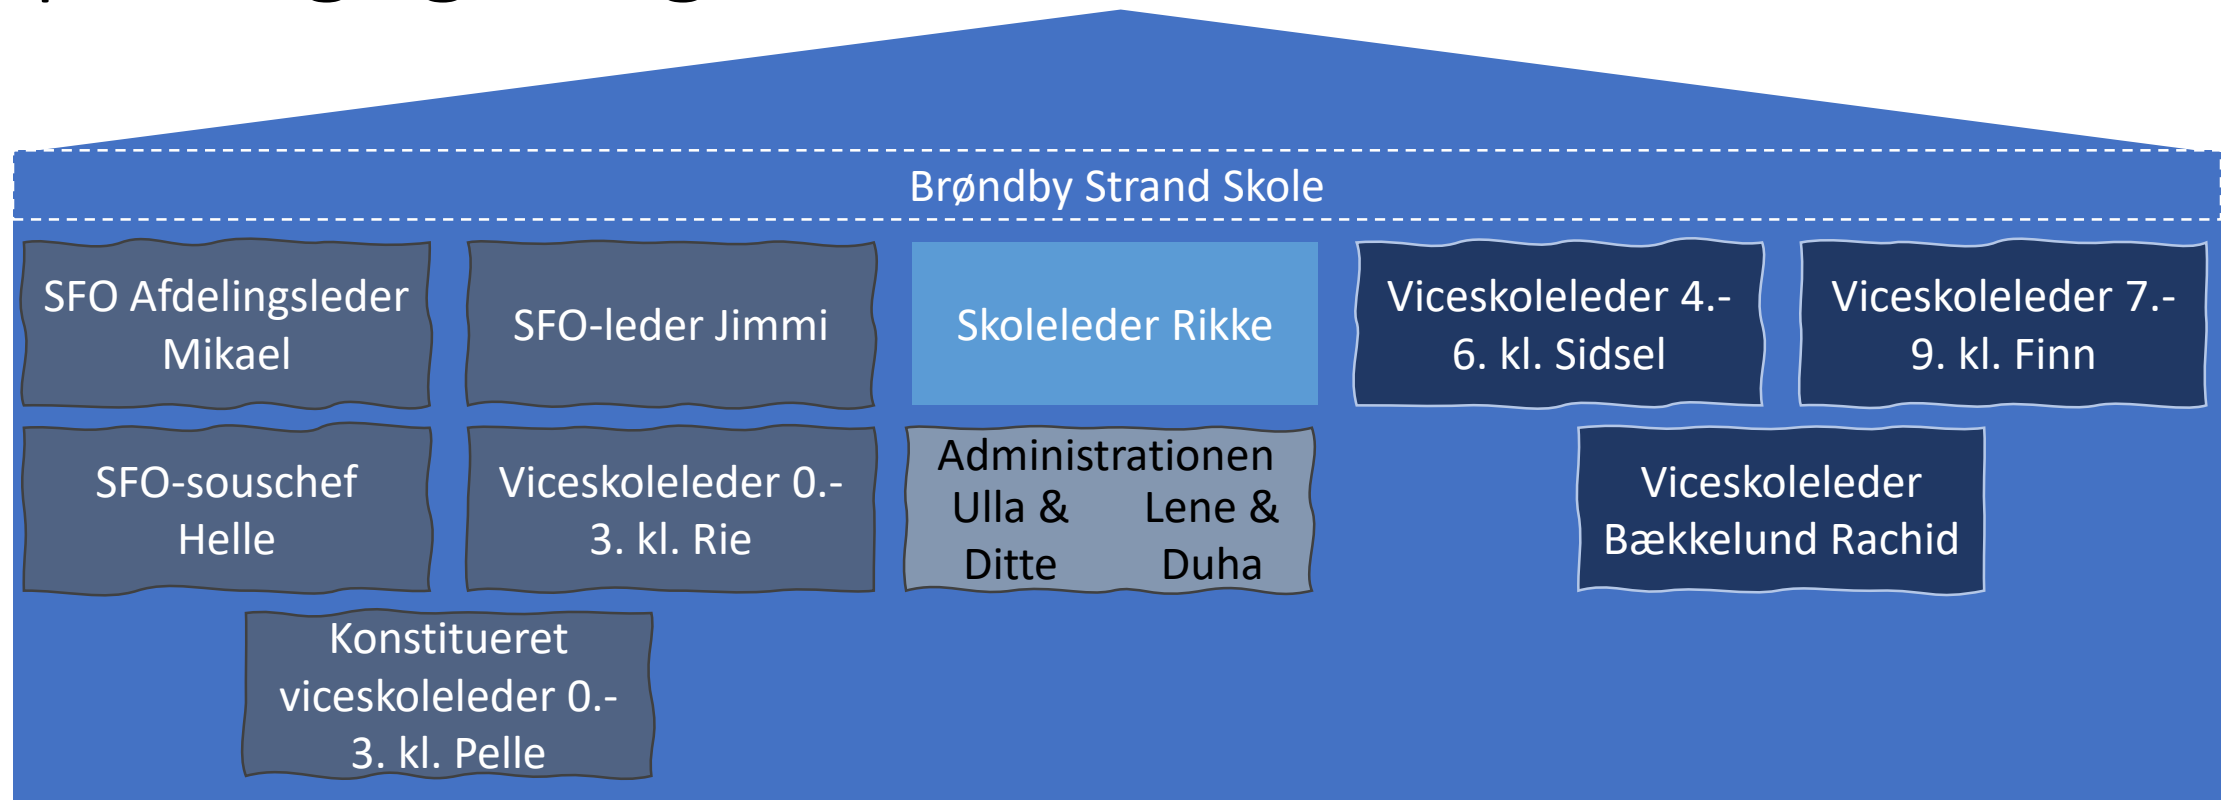 Brøndby Strand Skole
SFO Afdelingsleder
Mikael
SFO-leder Jimmi
Skoleleder Rikke
Viceskoleleder 4.-
6. kl. Sidsel
Viceskoleleder 7.-
9. kl. Finn
SFO-souschef
Helle
Viceskoleleder 0.-
3. kl. Rie
Administrationen
Ulla &
Ditte
Lene &
Duha
Viceskoleleder
Bækkelund Rachid
Konstitueret
viceskoleleder 0.-
3. kl. Pelle